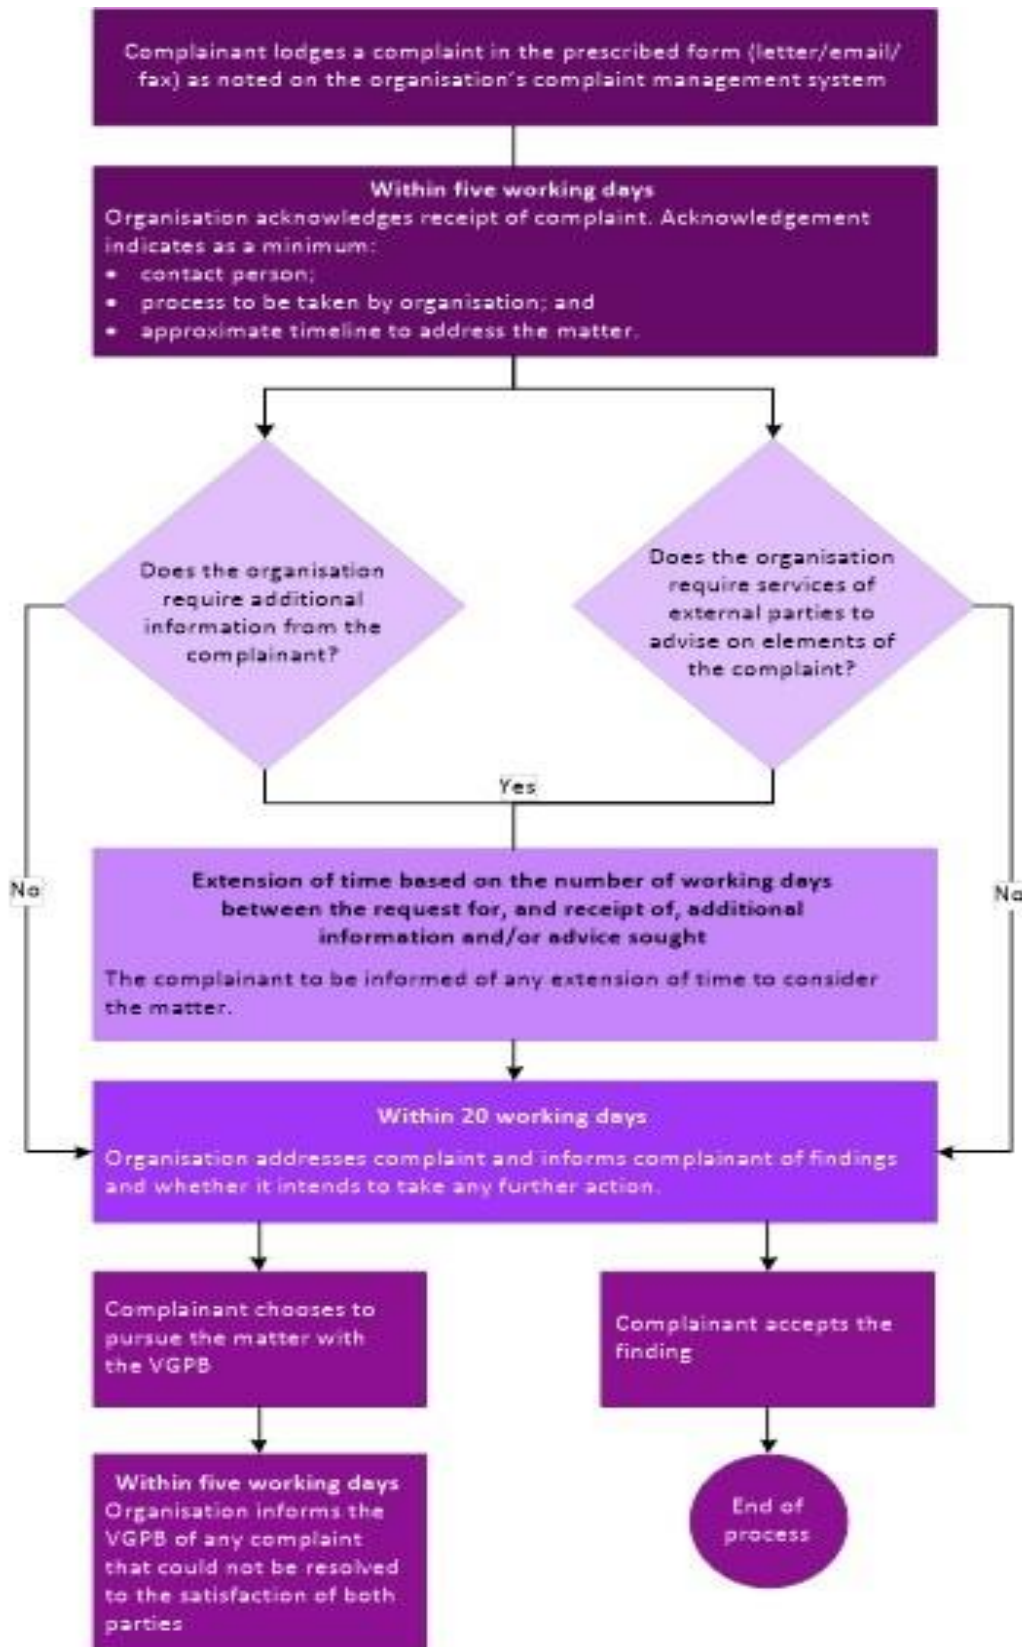 Complainant lodges a complaint in the prescribed form (letter/email/
fax) as noted on the organisation's complaint management system
Within five working days
Organisation acknowledges receipt of complaint. Acknowledgement
indicates as a minimum:
• contact person;
• process to be taken by organisation; and
• approximate timeline to address the matter.
Does the organisation
require additional
information from the
complainant?
Does the organisation
require services of
external parties to
advise on elements of
the complaint?
Yes
No
No
Extension of time based on the number of working days
between the request for, and receipt of, additional
information and/or advice sought
The complainant to be informed of any extension of time to consider
the matter.
Within 20 working days
Organisation addresses complaint and informs complainant of findings
and whether it intends to take any further action.
Complainant chooses to
pursue the matter with
the VGPB
Complainant accepts the
finding
Within five working days
Organisation informs the
VGPB of any complaint
that could not be resolved
to the satisfaction of both
parties
End of
process